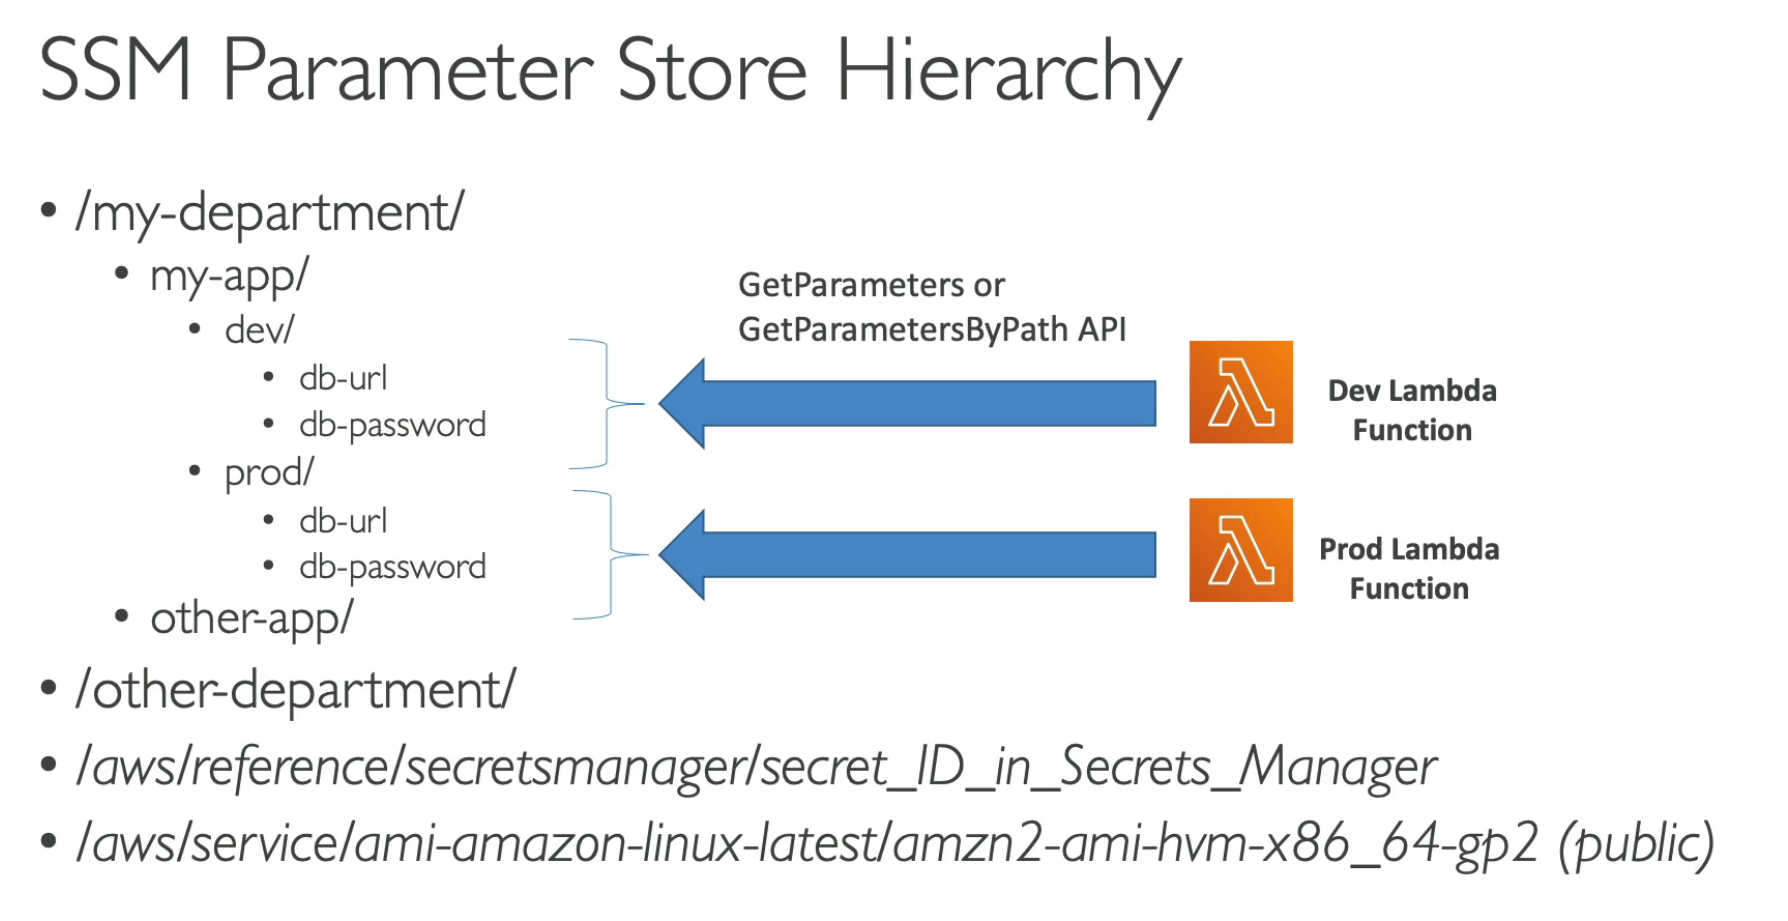 SSM Parameter Store Hierarchy
• /my-department/
• my-app/
• dev/
• db-url
• db-password
• prod/
• db-url
• db-password
• other-app/
• /other-department/
• /aws/reference/secretsmanager/secret_ID_in_Secrets_Manager
• /aws/service/ami-amazon-linux-latest/amzn2-ami-hvm-x86_64-gp2 (public)
GetParameters or
GetParametersByPath API
Dev Lambda
Function
Prod Lambda
Function